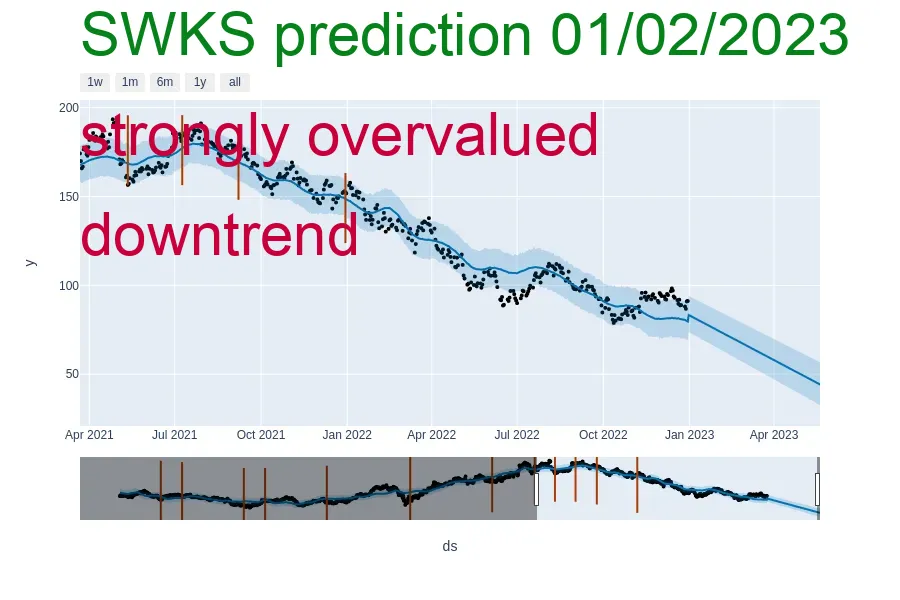 SWKS prediction 01/02/2023
1w 1m 6m 1y all
200
strongly overvalued
150
downtrend
y
100
50
Apr 2021 Jul 2021 Oct 2021 Jan 2022 Apr 2022 Jul 2022 Oct 2022 Jan 2023 Apr 2023
ds